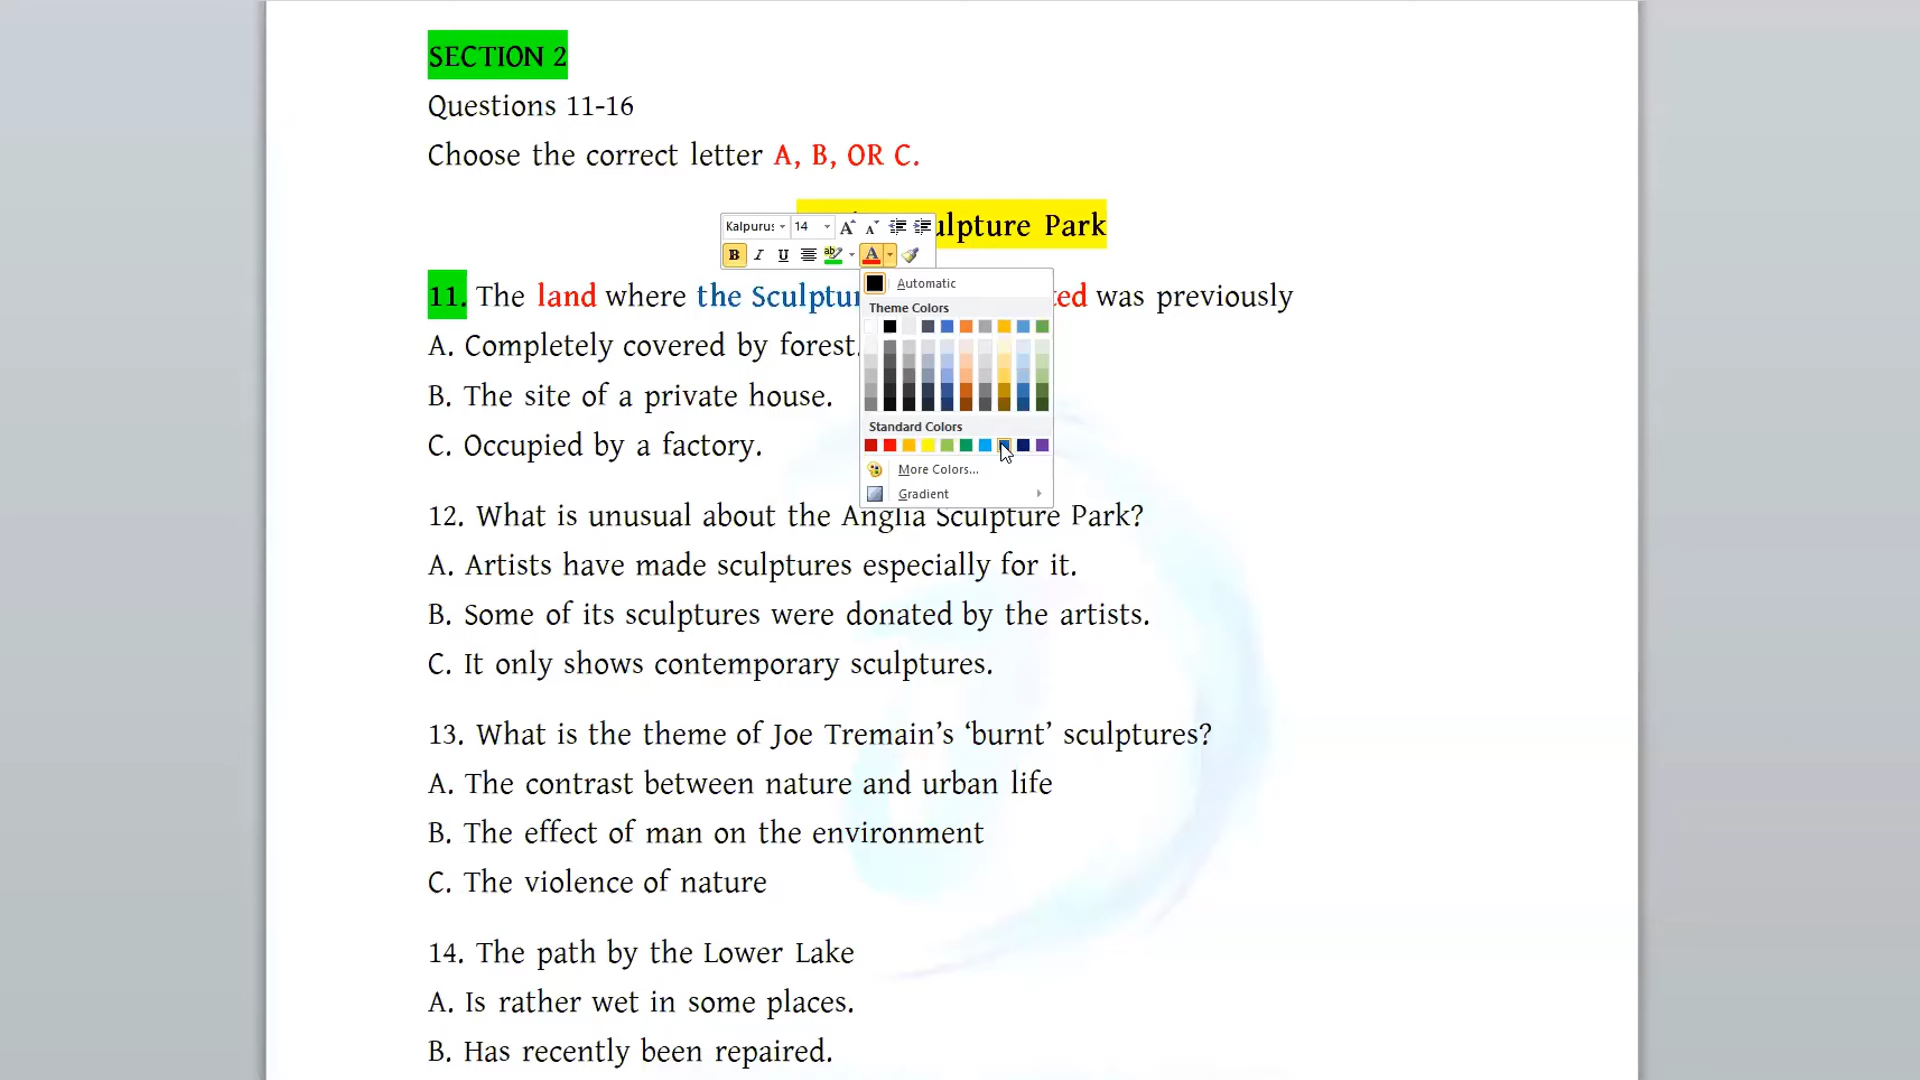 SECTION 2
Questions 11-16
Choose the correct letter A, B, OR C.
Kalpurus 14
Sculpture Park
B I U
Automatic
11. The land where the Sculptur ted was previously
Theme Colors
A. Completely covered by forest.
B. The site of a private house.
Standard Colors
C. Occupied by a factory.
More Colors...
Gradient
12. What is unusual about the Anglia Sculpture Park?
A. Artists have made sculptures especially for it.
B. Some of its sculptures were donated by the artists.
C. It only shows contemporary sculptures.
13. What is the theme of Joe Tremain’s ‘burnt’ sculptures?
A. The contrast between nature and urban life
B. The effect of man on the environment
C. The violence of nature
14. The path by the Lower Lake
A. Is rather wet in some places.
B. Has recently been repaired.